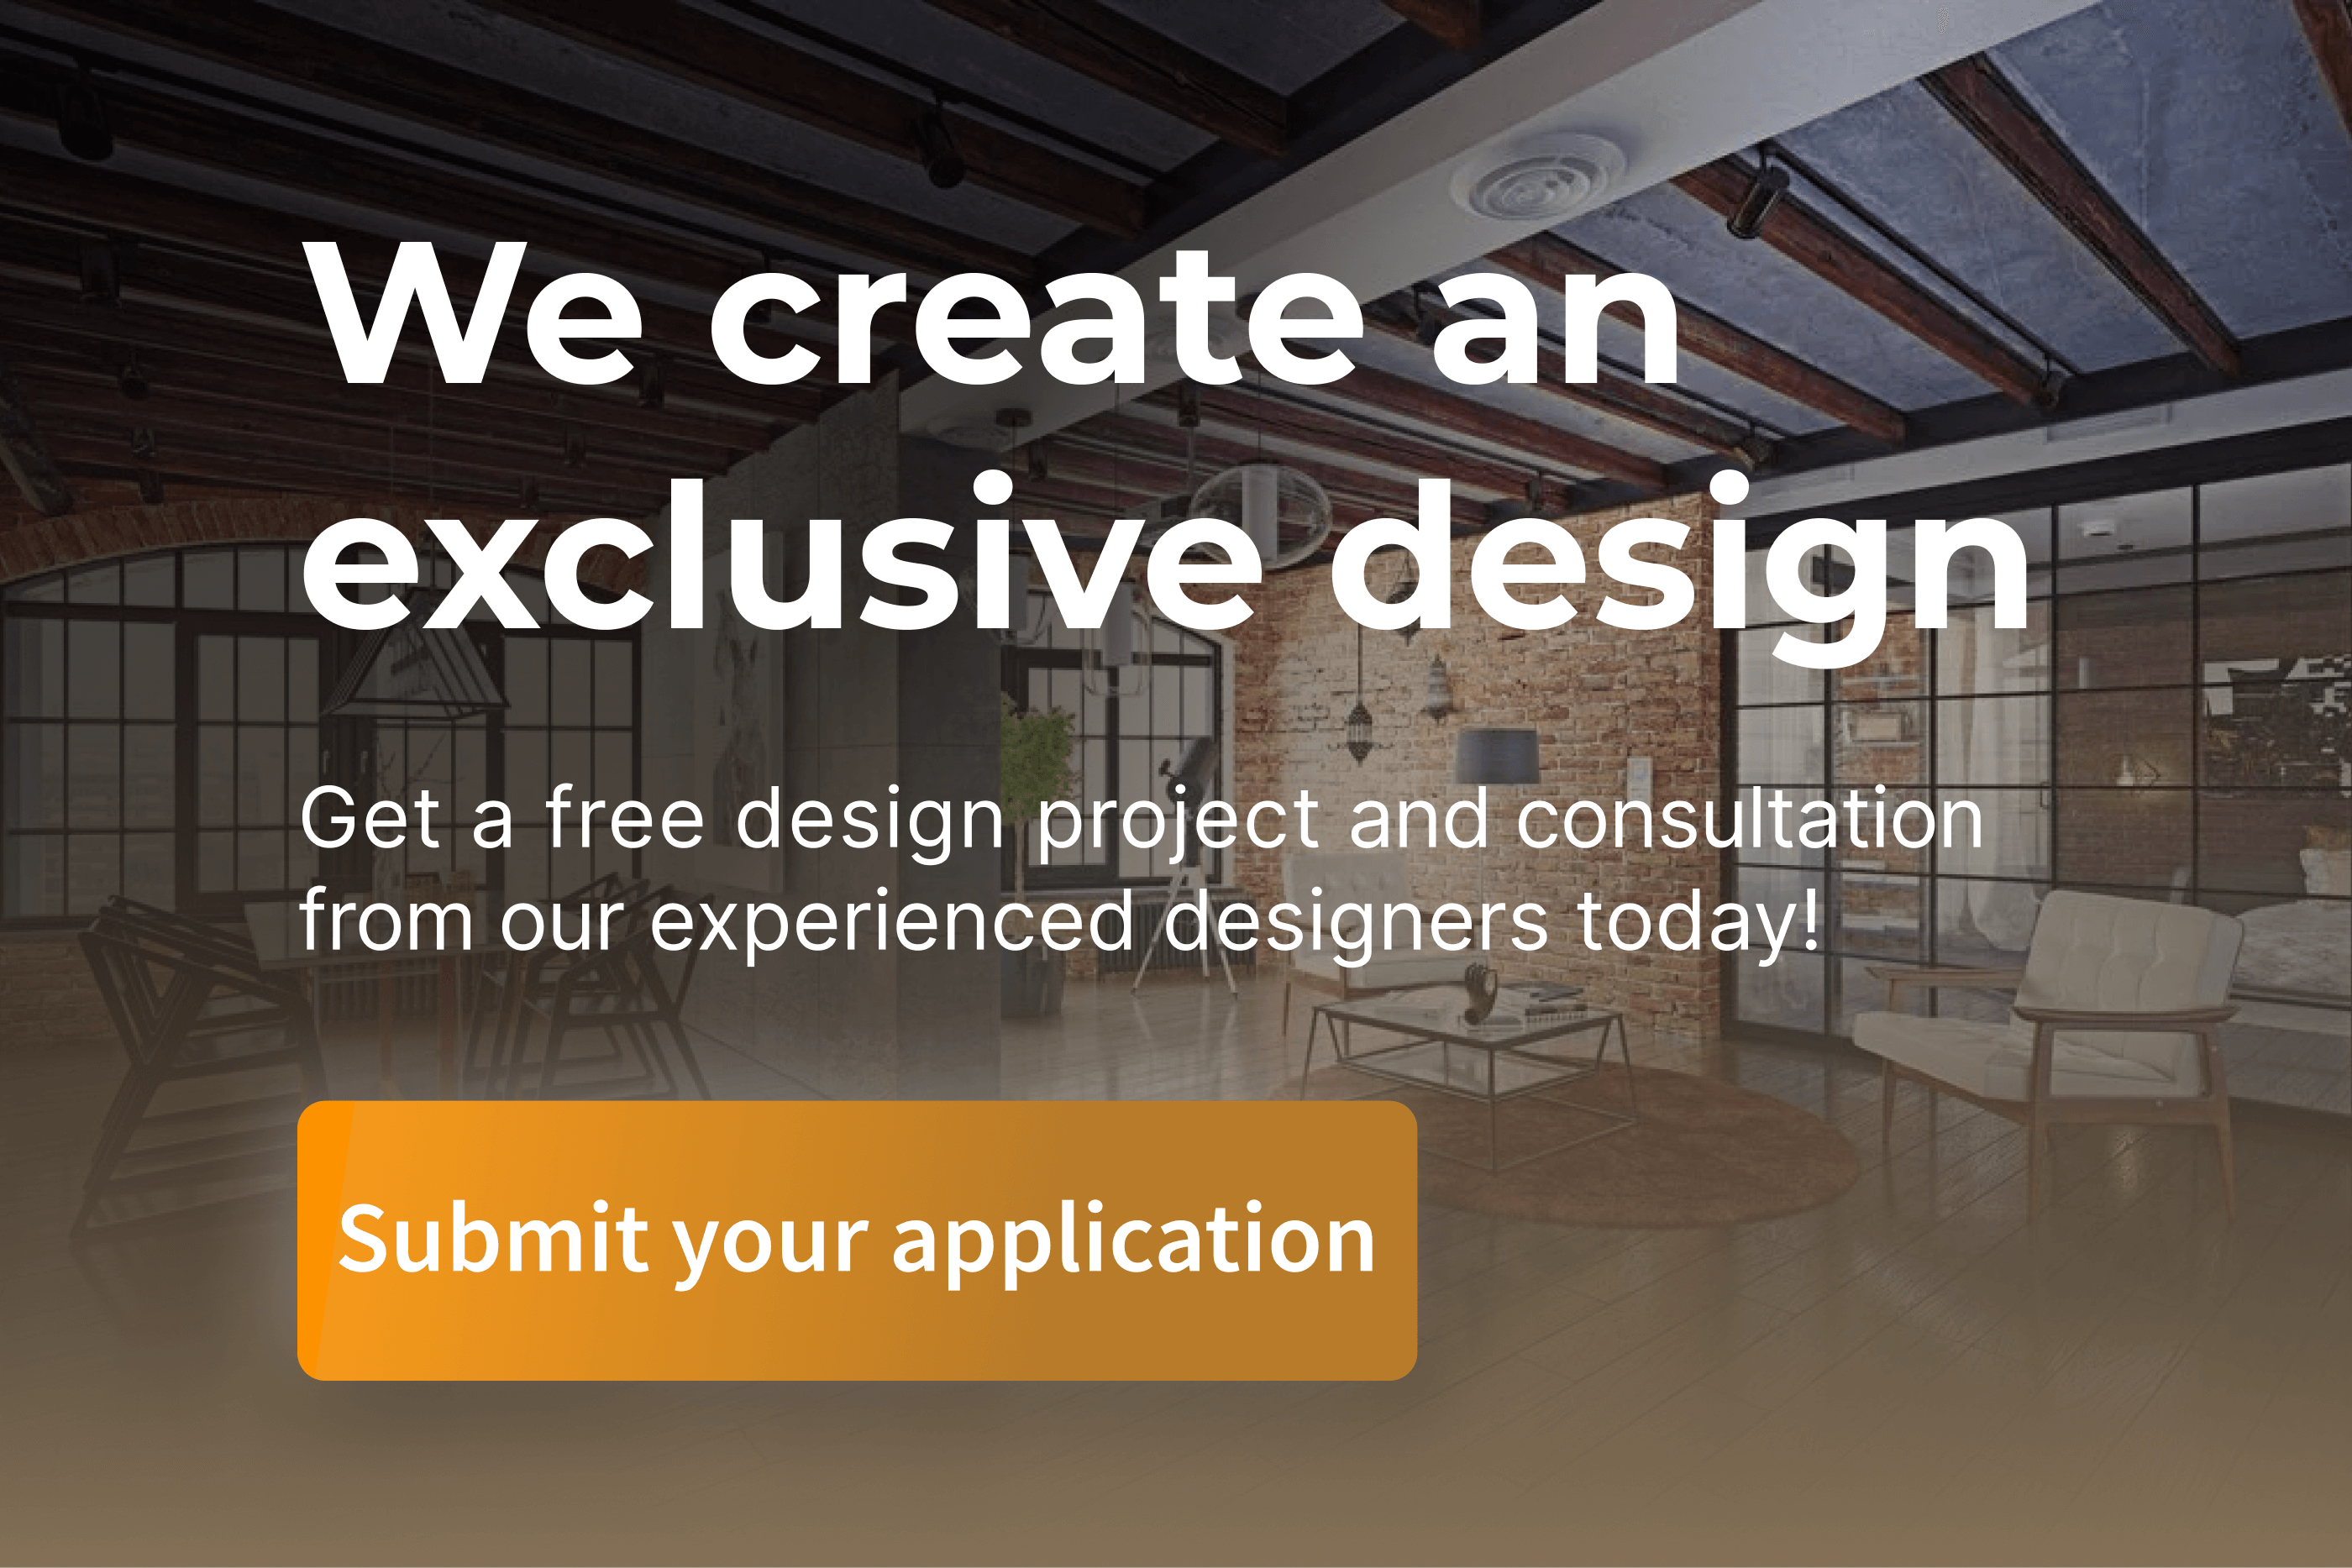 We create an
exclusive design
Get a free design project and consultation
from our experienced designers today!
Submit your application